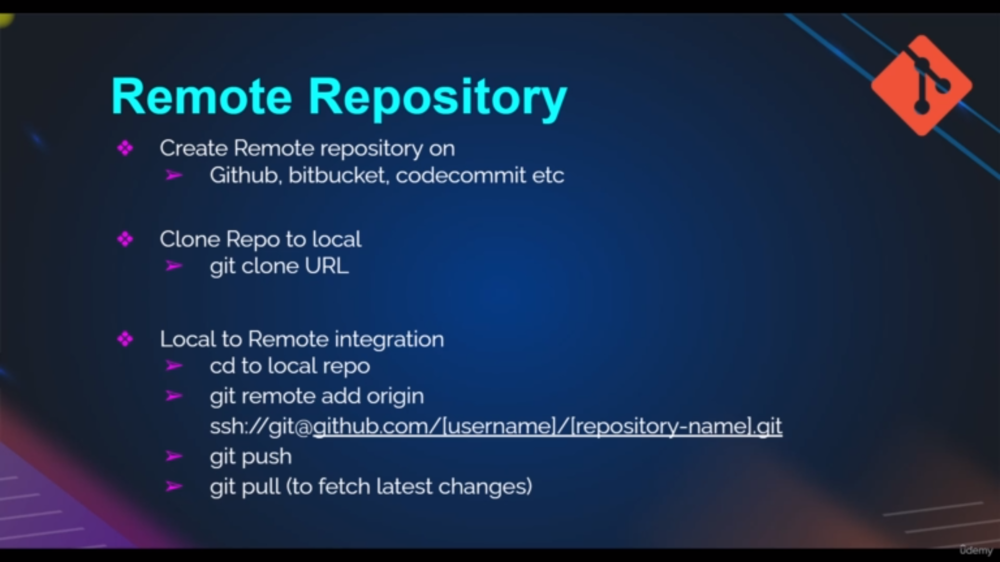 Remote Repository
Create Remote repository on
Github, bitbucket, codecommit etc
Clone Repo to local
git clone URL
Local to Remote integration
cd to local repo
git remote add origin
ssh://git@github.com/[username]/[repository-name].git
git push
git pull (to fetch latest changes)
ûdemy